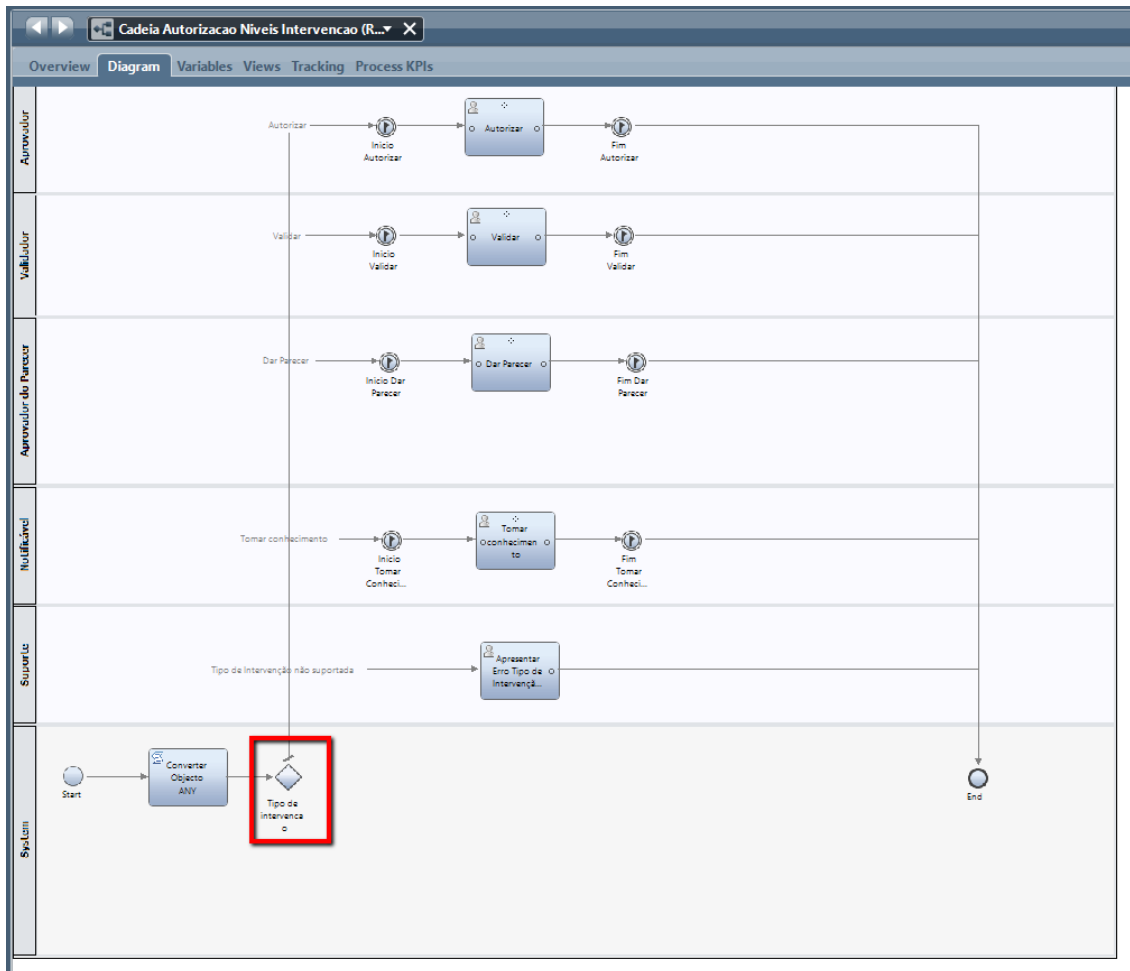 Cadeia Autorizacao Niveis Intervencao (R...
Overview Diagram Variables Views Tracking Process KPIs
Aprovador
Autorizar
Inicio
Autorizar
Autorizar
Fim
Autorizar
Validador
Validar
Inicio
Validar
Validar
Fim
Validar
Aprovador do Parecer
Dar Parecer
Inicio Dar
Parecer
Dar Parecer
Fim Dar
Parecer
Notificável
Tomar conhecimento
Inicio
Tomar
Conheci...
Tomar
conhecimen
to
Fim
Tomar
Conheci...
Suporte
Tipo de Intervenção não suportada
Apresentar
Erro Tipo de
Intervençã...
System
Start
Converter
Objecto
ANY
Tipo de
intervenca
o
End